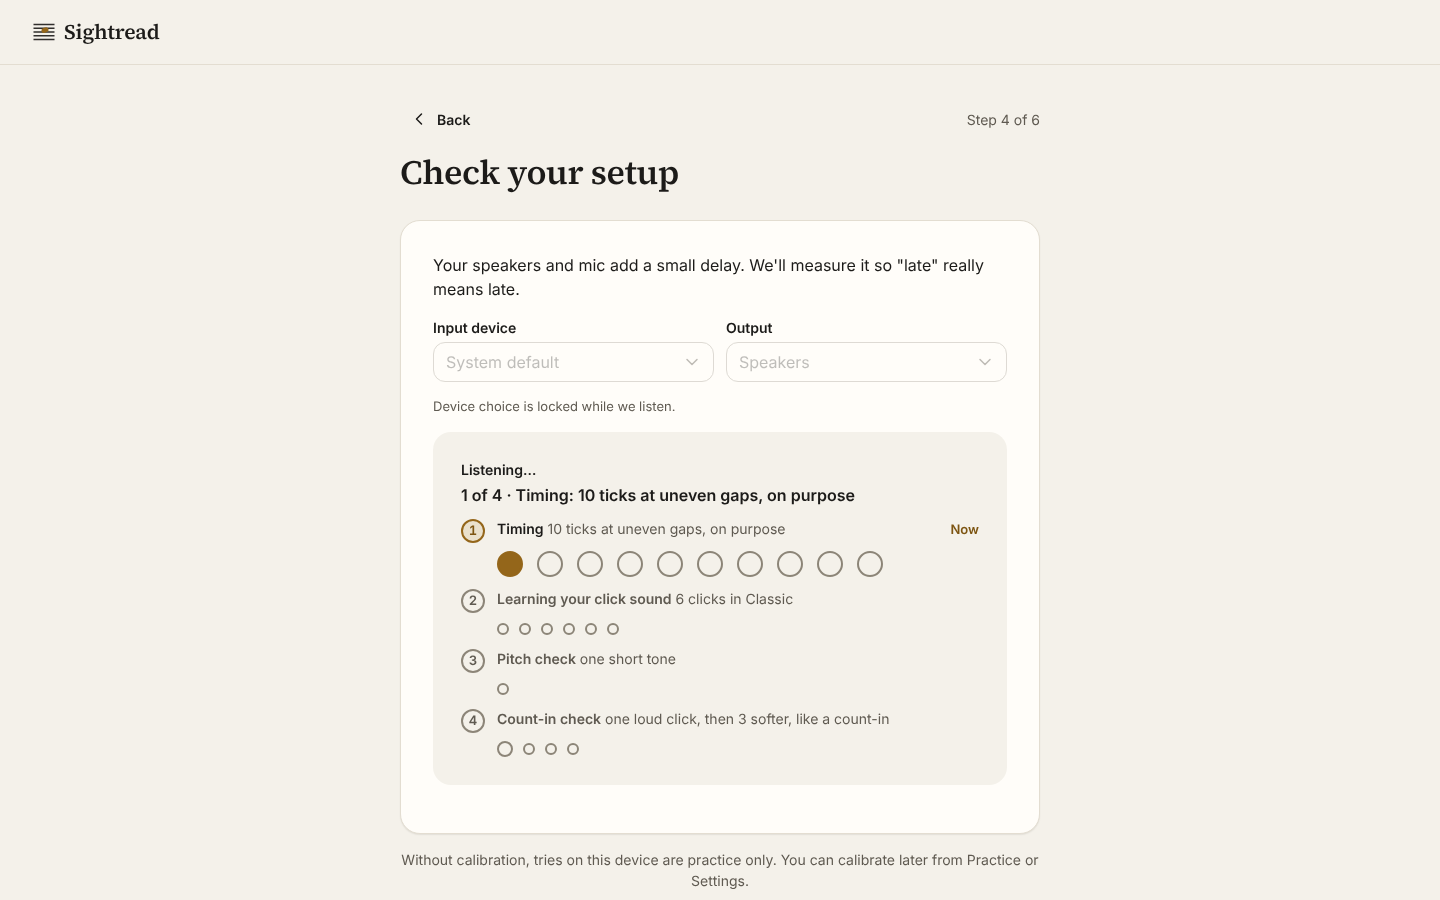 Sightread
Back
Step 4 of 6
Check your setup
Your speakers and mic add a small delay. We'll measure it so "late" really
means late.
Input device
Output
System default
Speakers
Device choice is locked while we listen.
Listening...
1 of 4 · Timing: 10 ticks at uneven gaps, on purpose
1 Timing 10 ticks at uneven gaps, on purpose Now
2 Learning your click sound 6 clicks in Classic
3 Pitch check one short tone
4 Count-in check one loud click, then 3 softer, like a count-in
Without calibration, tries on this device are practice only. You can calibrate later from Practice or
Settings.